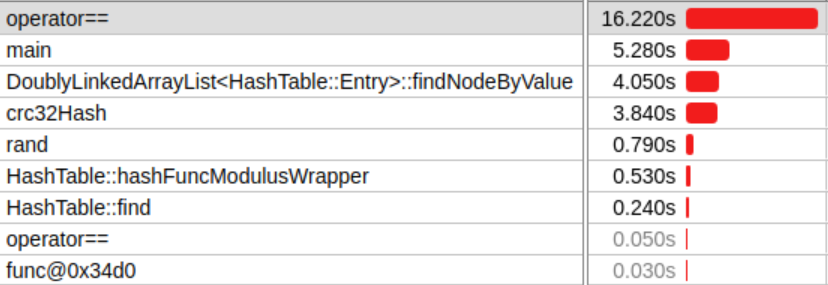 operator== 16.220s
main 5.280s
DoublyLinkedArrayList<HashTable::Entry>::findNodeByValue 4.050s
crc32Hash 3.840s
rand 0.790s
HashTable::hashFuncModulusWrapper 0.530s
HashTable::find 0.240s
operator== 0.050s
func@0x34d0 0.030s